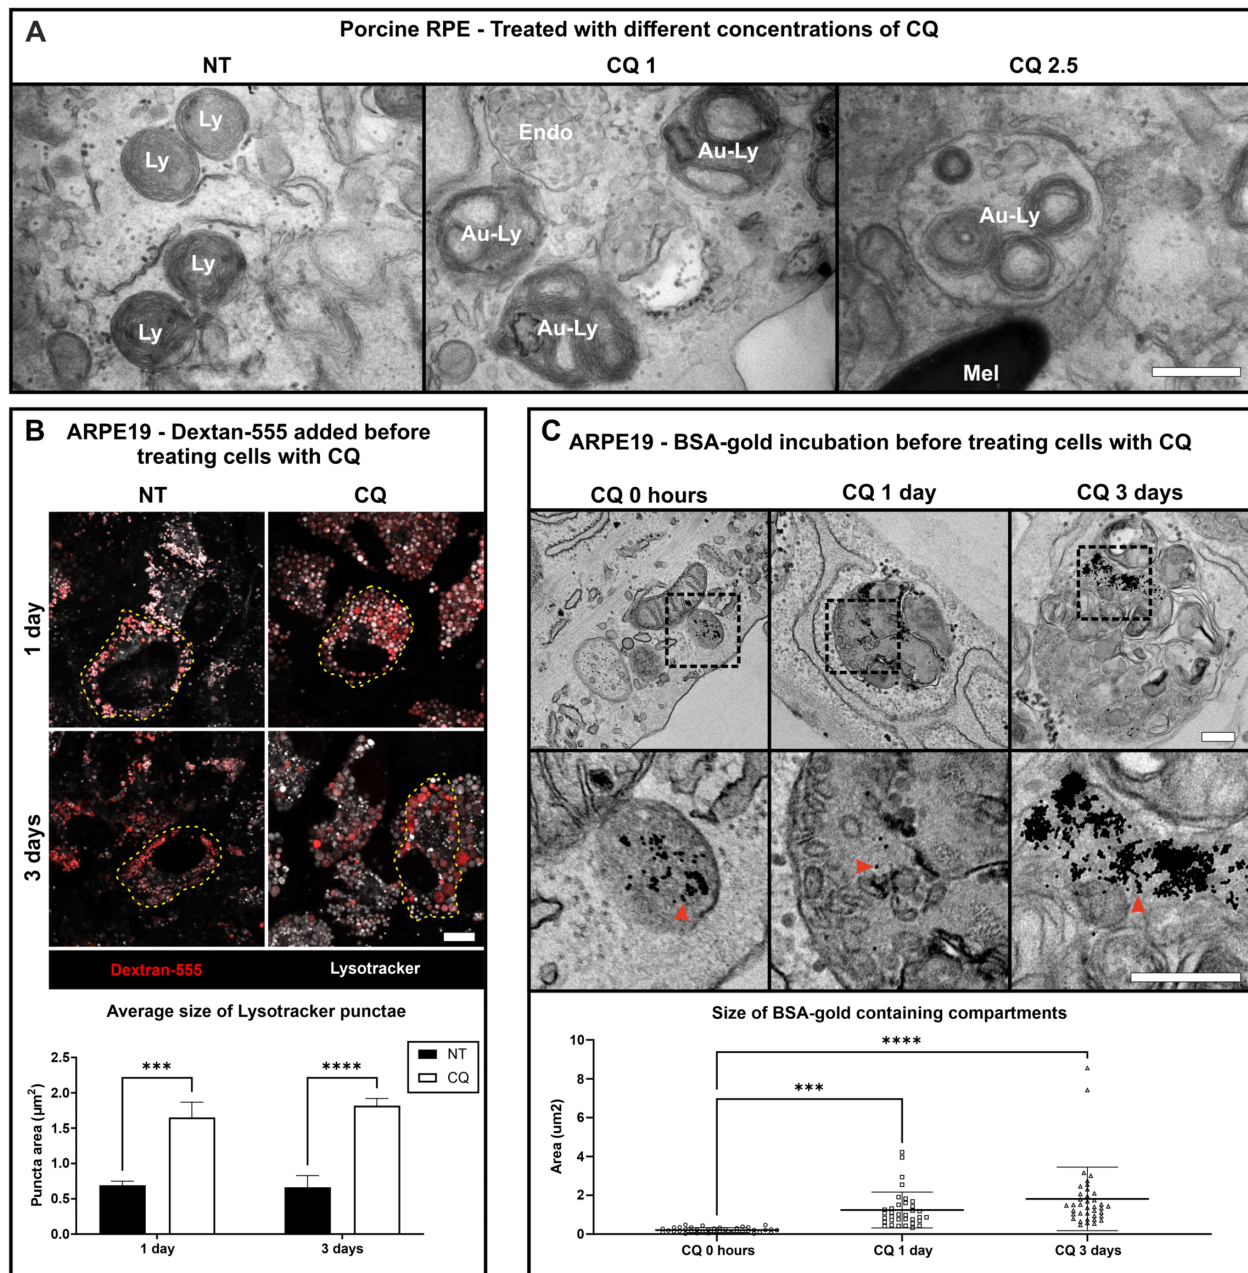 A
Porcine RPE - Treated with different concentrations of CQ
NT
CQ 1
CQ 2.5
Ly
Ly
Ly
Ly
Endo
Au-Ly
Au-Ly
Au-Ly
Au-Ly
Mel
B
ARPE19 - Dextan-555 added before
treating cells with CQ
NT
CQ
1 day
3 days
Dextran-555
Lysotracker
Average size of Lysotracker punctae
NT
CQ
***
****
Puncta area (µm²)
2.5
2.0
1.5
1.0
0.5
0.0
1 day
3 days
C
ARPE19 - BSA-gold incubation before treating cells with CQ
CQ 0 hours
CQ 1 day
CQ 3 days
Size of BSA-gold containing compartments
****
***
Area (um2)
10
8
6
4
2
0
CQ 0 hours
CQ 1 day
CQ 3 days